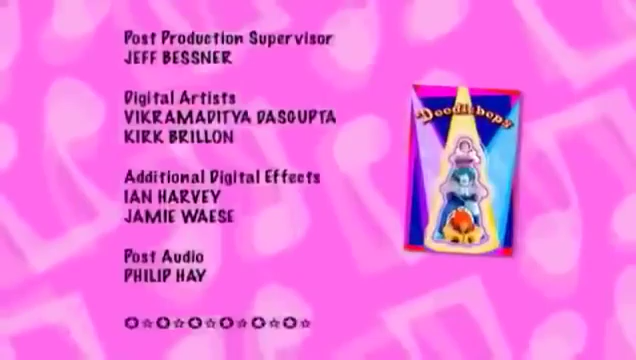 Post Production Supervisor
JEFF BESSNER
Digital Artists
VIKRAMADITYA DASGUPTA
KIRK BRILLON
Additional Digital Effects
IAN HARVEY
JAMIE WAESE
Post Audio
PHILIP HAY
Doodlebops